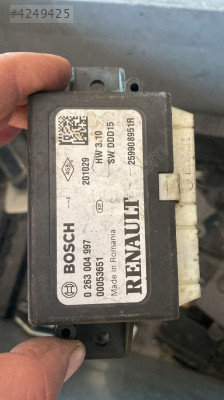 #4249425
201029
HW 3.10
SW DDD15
259908951R
BOSCH
0 263 004 997
00053651
Made in Romania
RENAULT